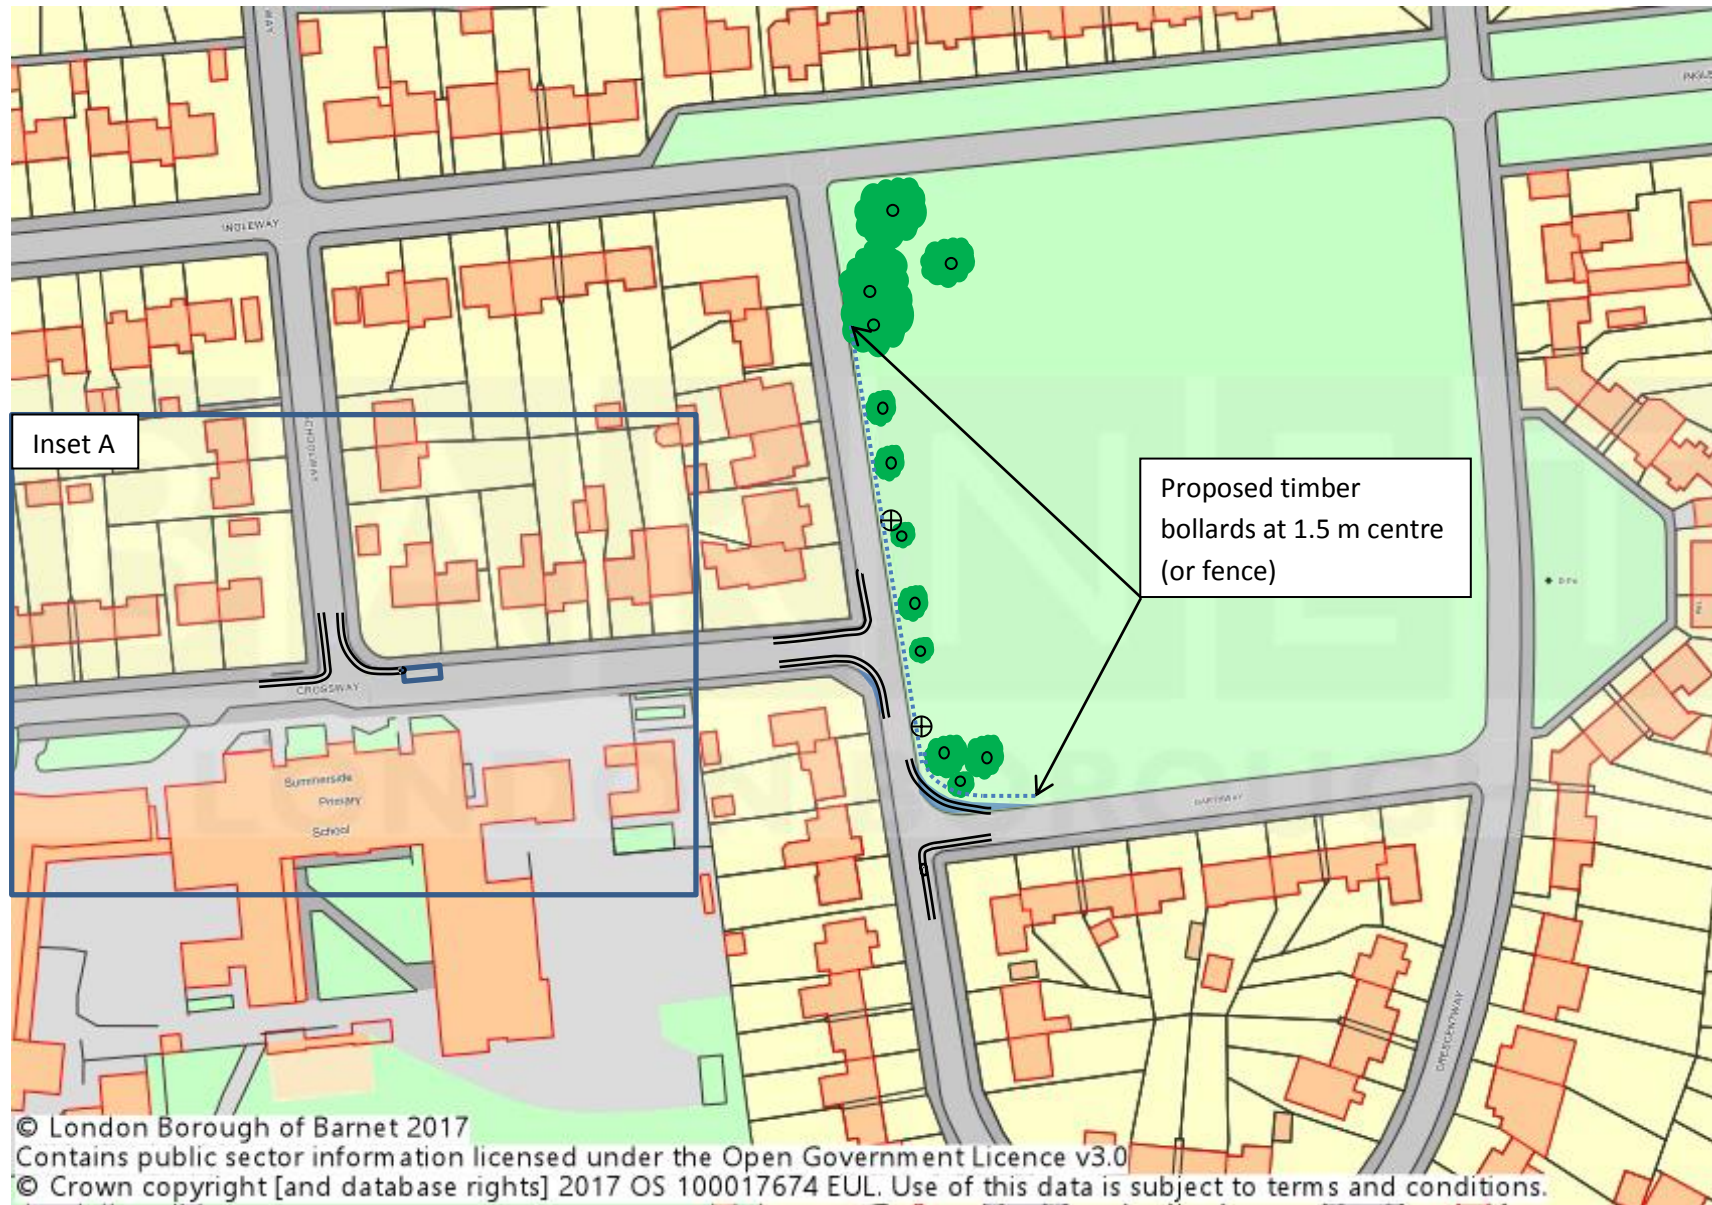 INGLEWAY
Inset A
Proposed timber
bollards at 1.5 m centre
(or fence)
CROSSWAY
Summerside
Primary
School
CRESCENTWAY
© London Borough of Barnet 2017
Contains public sector information licensed under the Open Government Licence v3.0
© Crown copyright [and database rights] 2017 OS 100017674 EUL. Use of this data is subject to terms and conditions.